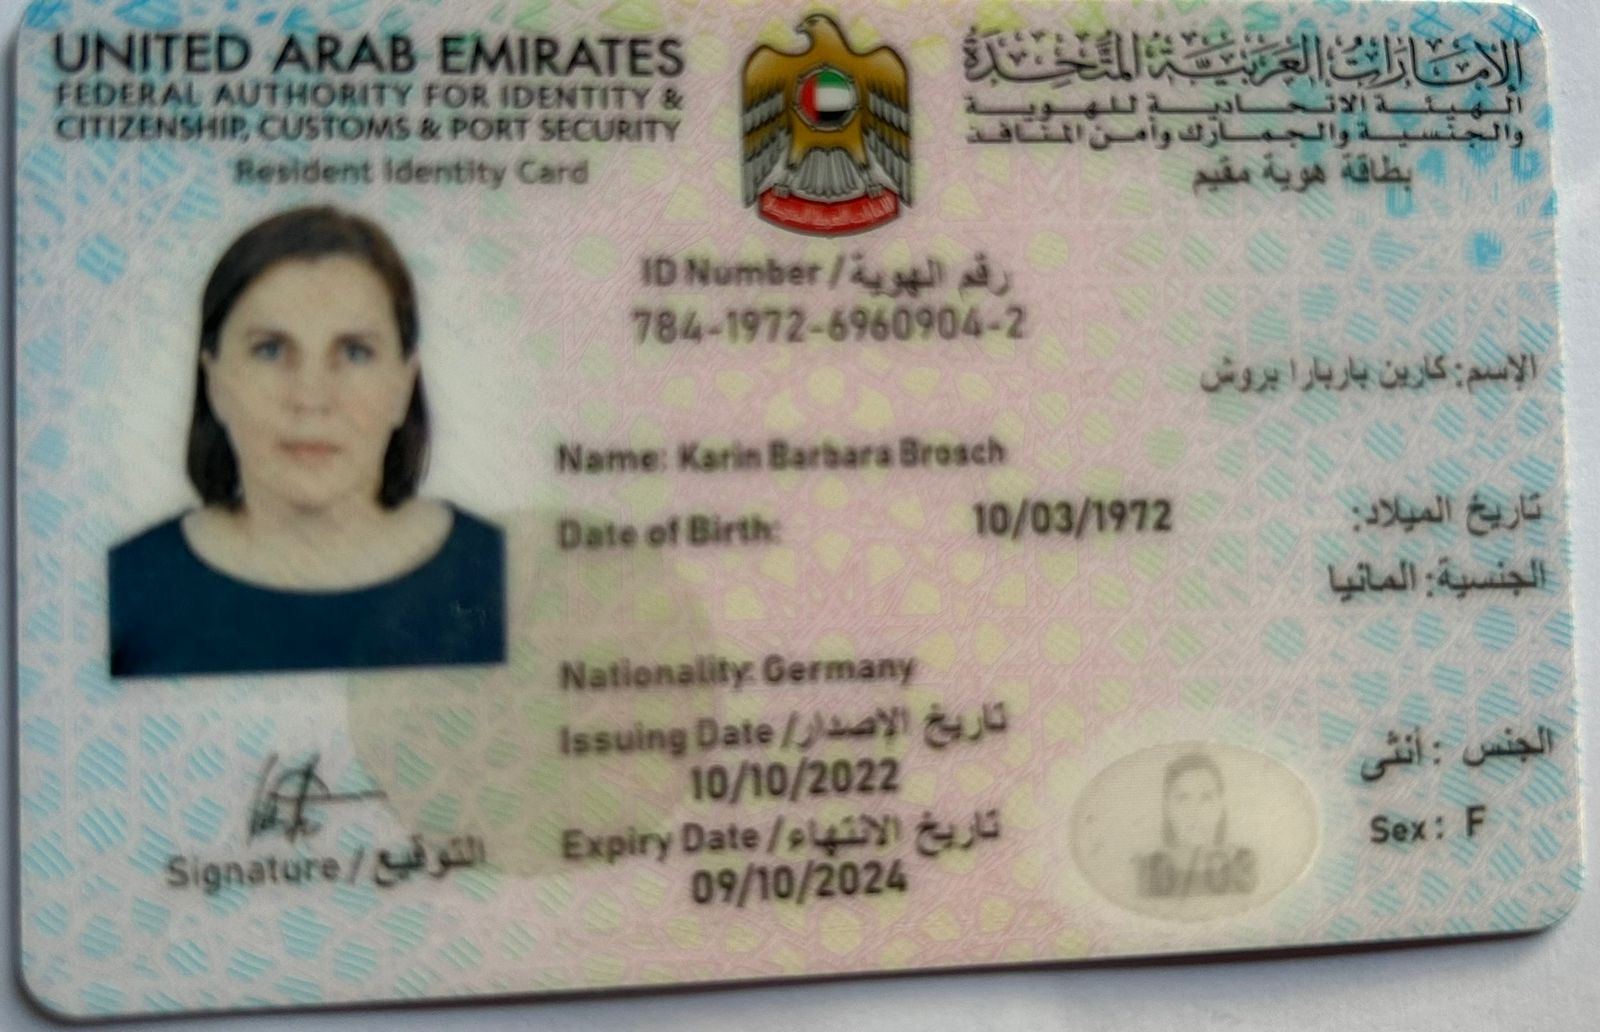 UNITED ARAB EMIRATES
FEDERAL AUTHORITY FOR IDENTITY &
CITIZENSHIP, CUSTOMS & PORT SECURITY
Resident Identity Card
الإمارات العربية المتحدة
الهيئة الاتحادية للهوية
والجنسية والجمارك وأمن المنافذ
بطاقة هوية مقيم
ID Number / رقم الهوية
784-1972-6960904-2
الإسم: كارين باربارا بروش
Name: Karin Barbara Brosch
Date of Birth: 10/03/1972 تاريخ الميلاد:
الجنسية: المانيا
Nationality: Germany
Issuing Date / تاريخ الاصدار
10/10/2022
Expiry Date / تاريخ الانتهاء
09/10/2024
الجنس : أنثى
Sex : F
Signature / التوقيع
10/03